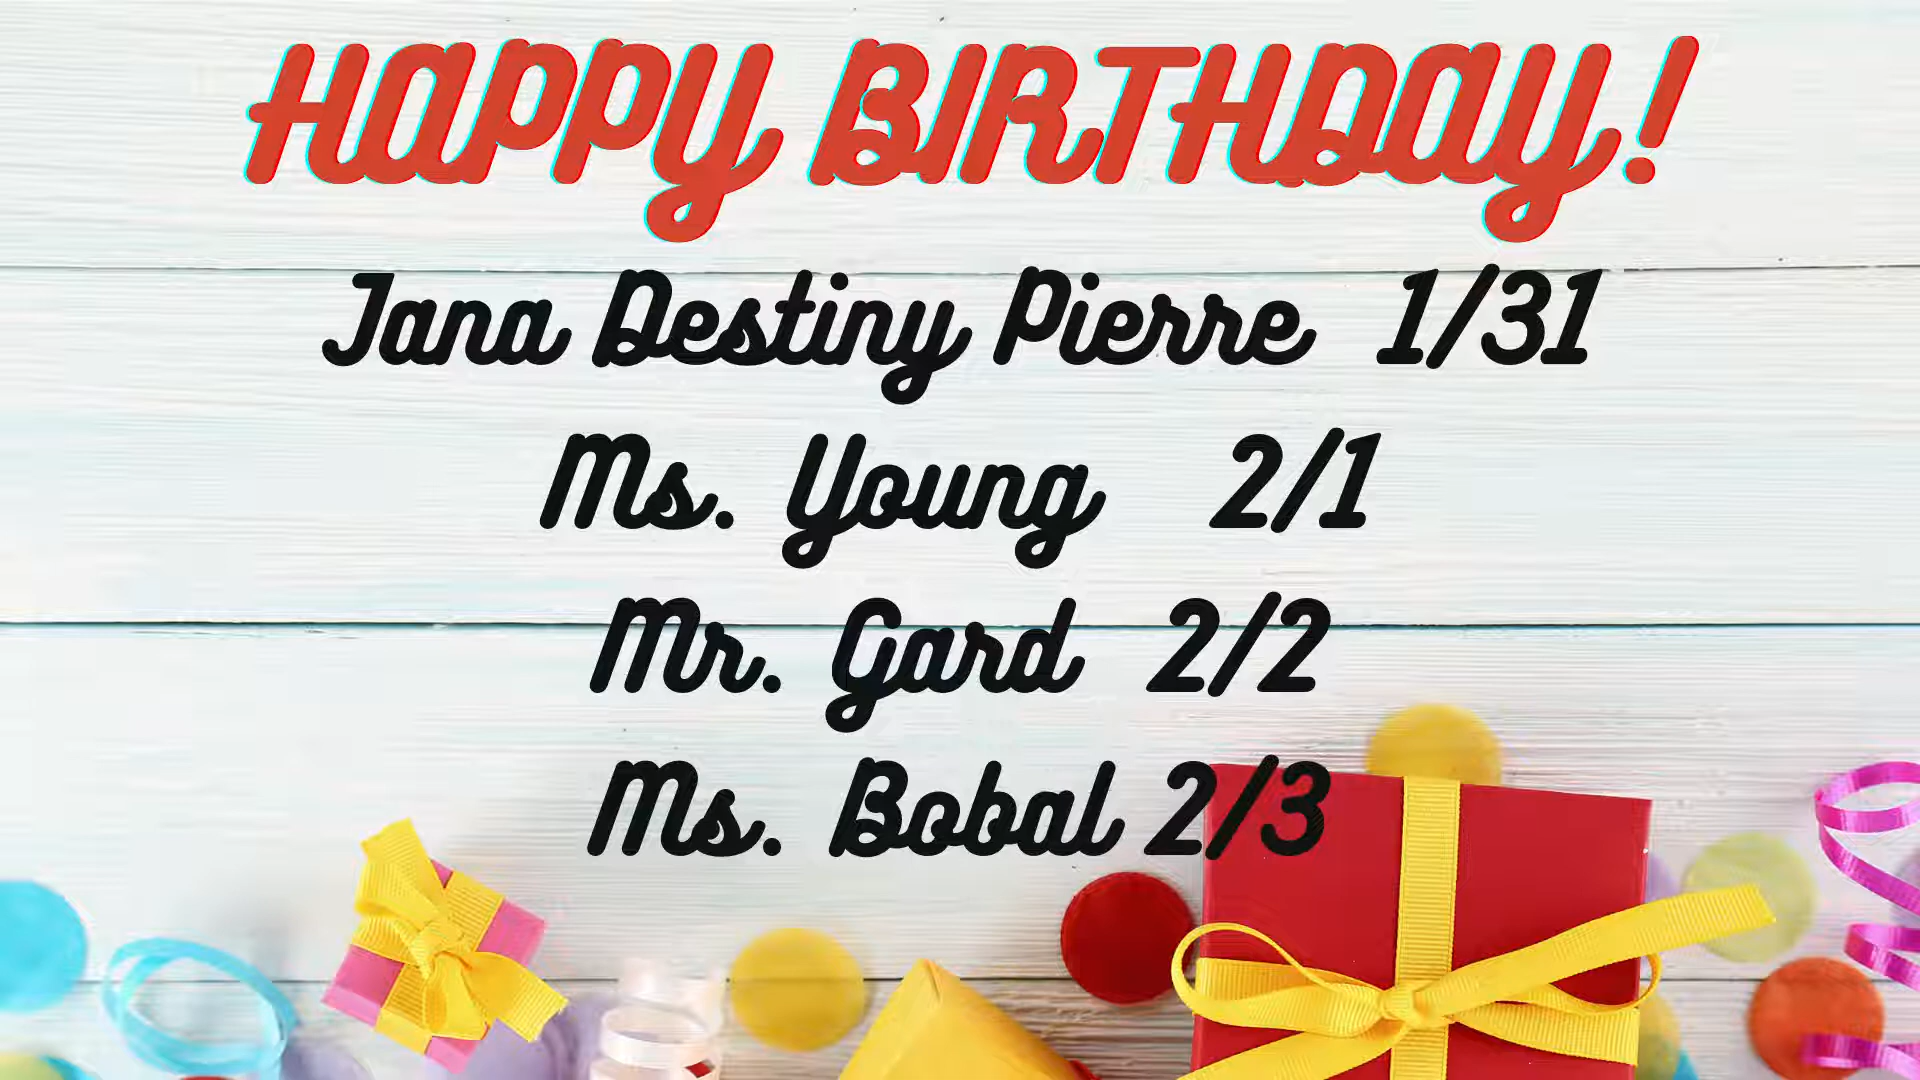 HAPPY BIRTHDAY!
Jana Destiny Pierre 1/31
Ms. Young 2/1
Mr. Gard 2/2
Ms. Bobal 2/3